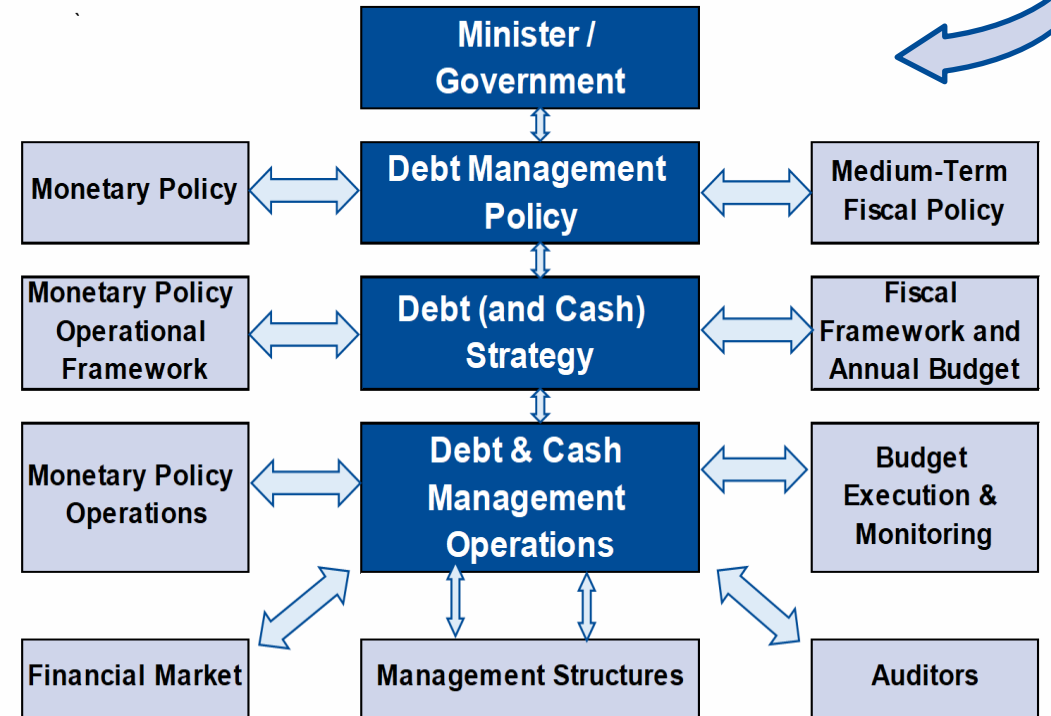 Minister /
Government
Monetary Policy
Debt Management
Policy
Medium-Term
Fiscal Policy
Monetary Policy
Operational
Framework
Debt (and Cash)
Strategy
Fiscal
Framework and
Annual Budget
Monetary Policy
Operations
Debt & Cash
Management
Operations
Budget
Execution &
Monitoring
Financial Market
Management Structures
Auditors